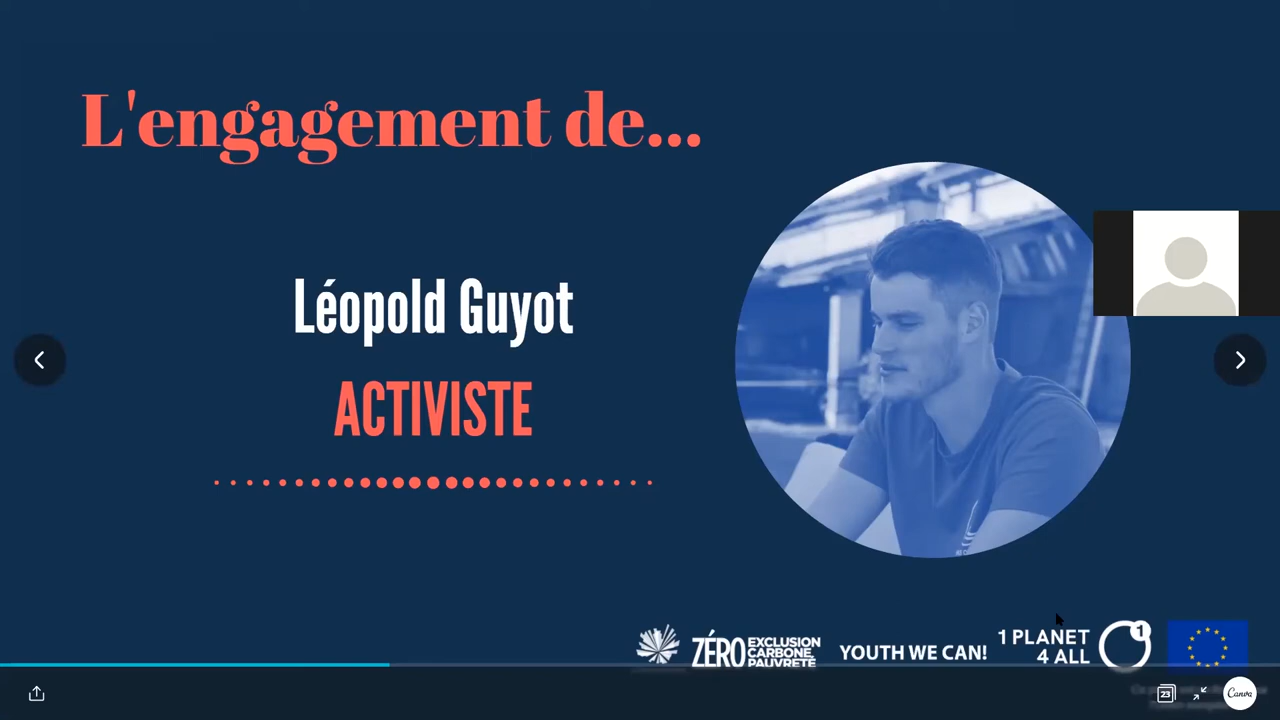 L'engagement de...
Léopold Guyot
ACTIVISTE
ZÉRO EXCLUSION
CARBONE
PAUVRETÉ
YOUTH WE CAN!
1 PLANET
4 ALL
1
23
Canva